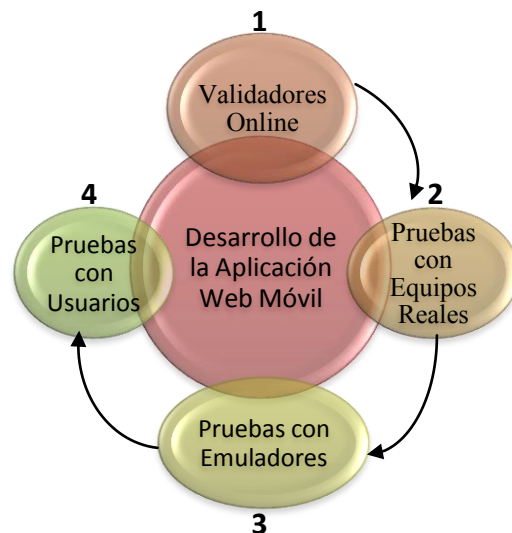 1
Validadores
Online
2
Pruebas
con
Equipos
Reales
3
Pruebas con
Emuladores
4
Pruebas
con
Usuarios
Desarrollo de
la Aplicación
Web Móvil